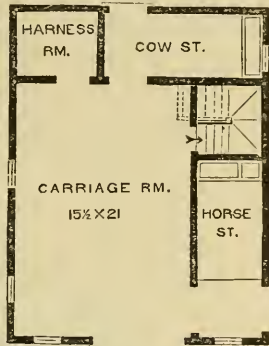 HARNESS
RM.
COW ST.
CARRIAGE RM.
15½ X 21
HORSE
ST.